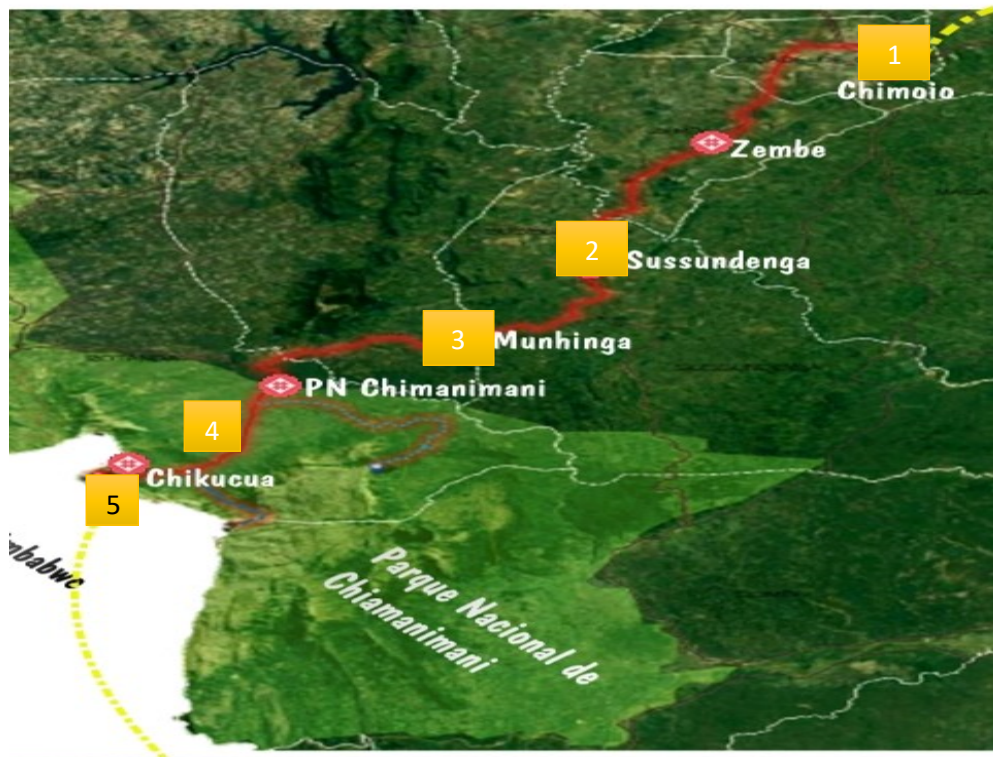 1
Chimoio
Zembe
2
Sussundenga
3
Munhinga
PN Chimanimani
4
Chikucua
5
Parque Nacional de
Chiamanimani